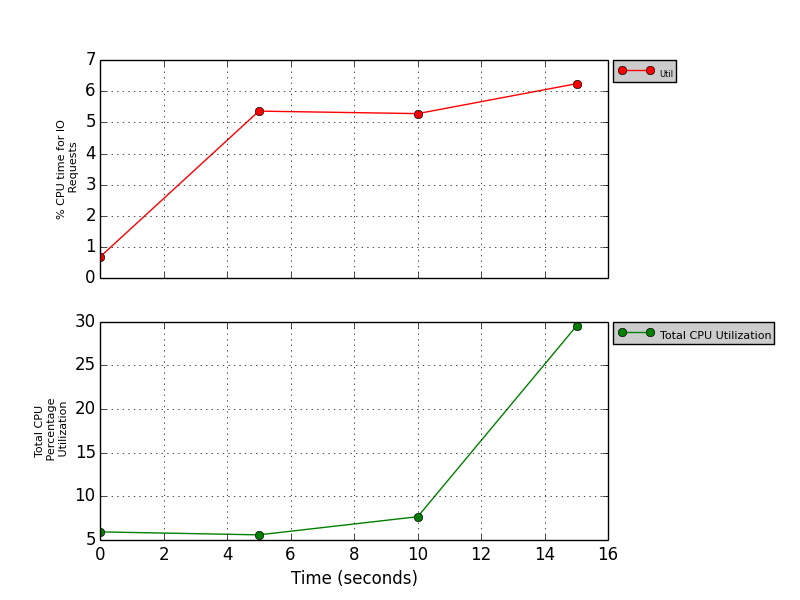 7
6
5
4
3
2
1
0
% CPU time for IO
Requests
Util
30
25
20
15
10
5
Total CPU
Percentage
Utilization
Total CPU Utilization
0 2 4 6 8 10 12 14 16
Time (seconds)